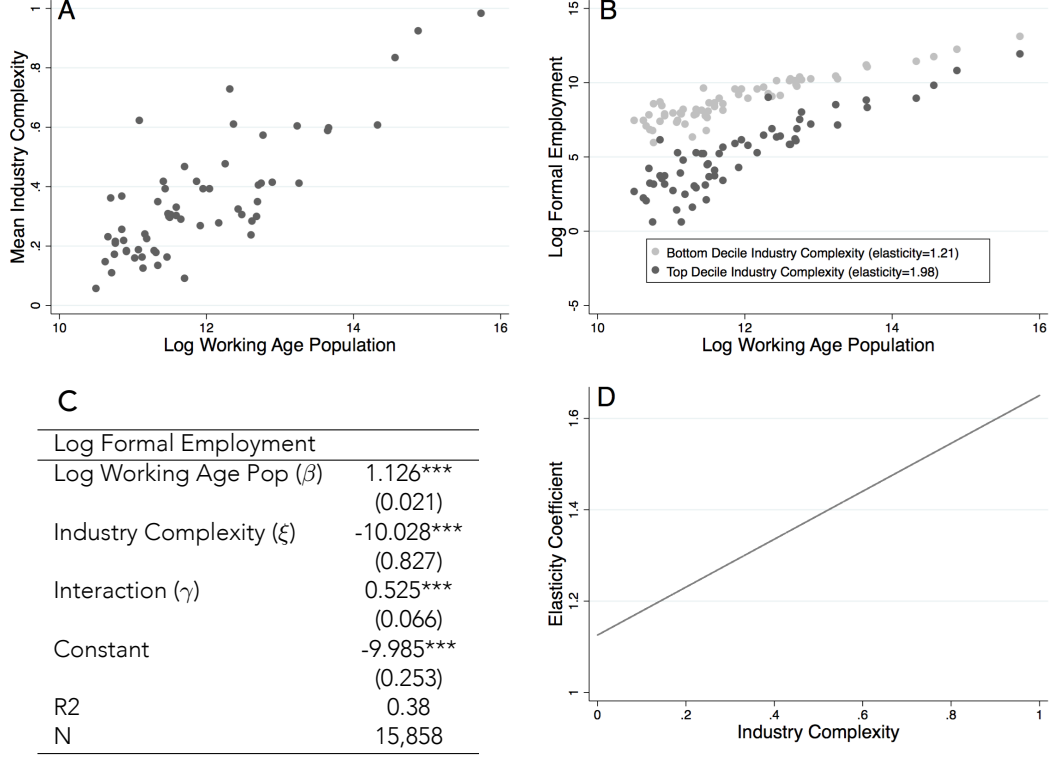 A
Mean Industry Complexity
1
.8
.6
.4
.2
0
10
12
14
16
Log Working Age Population
B
Log Formal Employment
15
10
5
0
-5
Bottom Decile Industry Complexity (elasticity=1.21)
Top Decile Industry Complexity (elasticity=1.98)
10
12
14
16
Log Working Age Population
C
Log Formal Employment
Log Working Age Pop (β) 1.126***
(0.021)
Industry Complexity (ξ) -10.028***
(0.827)
Interaction (γ) 0.525***
(0.066)
Constant -9.985***
(0.253)
R2 0.38
N 15,858
D
Elasticity Coefficient
1.6
1.4
1.2
1
0
.2
.4
.6
.8
1
Industry Complexity